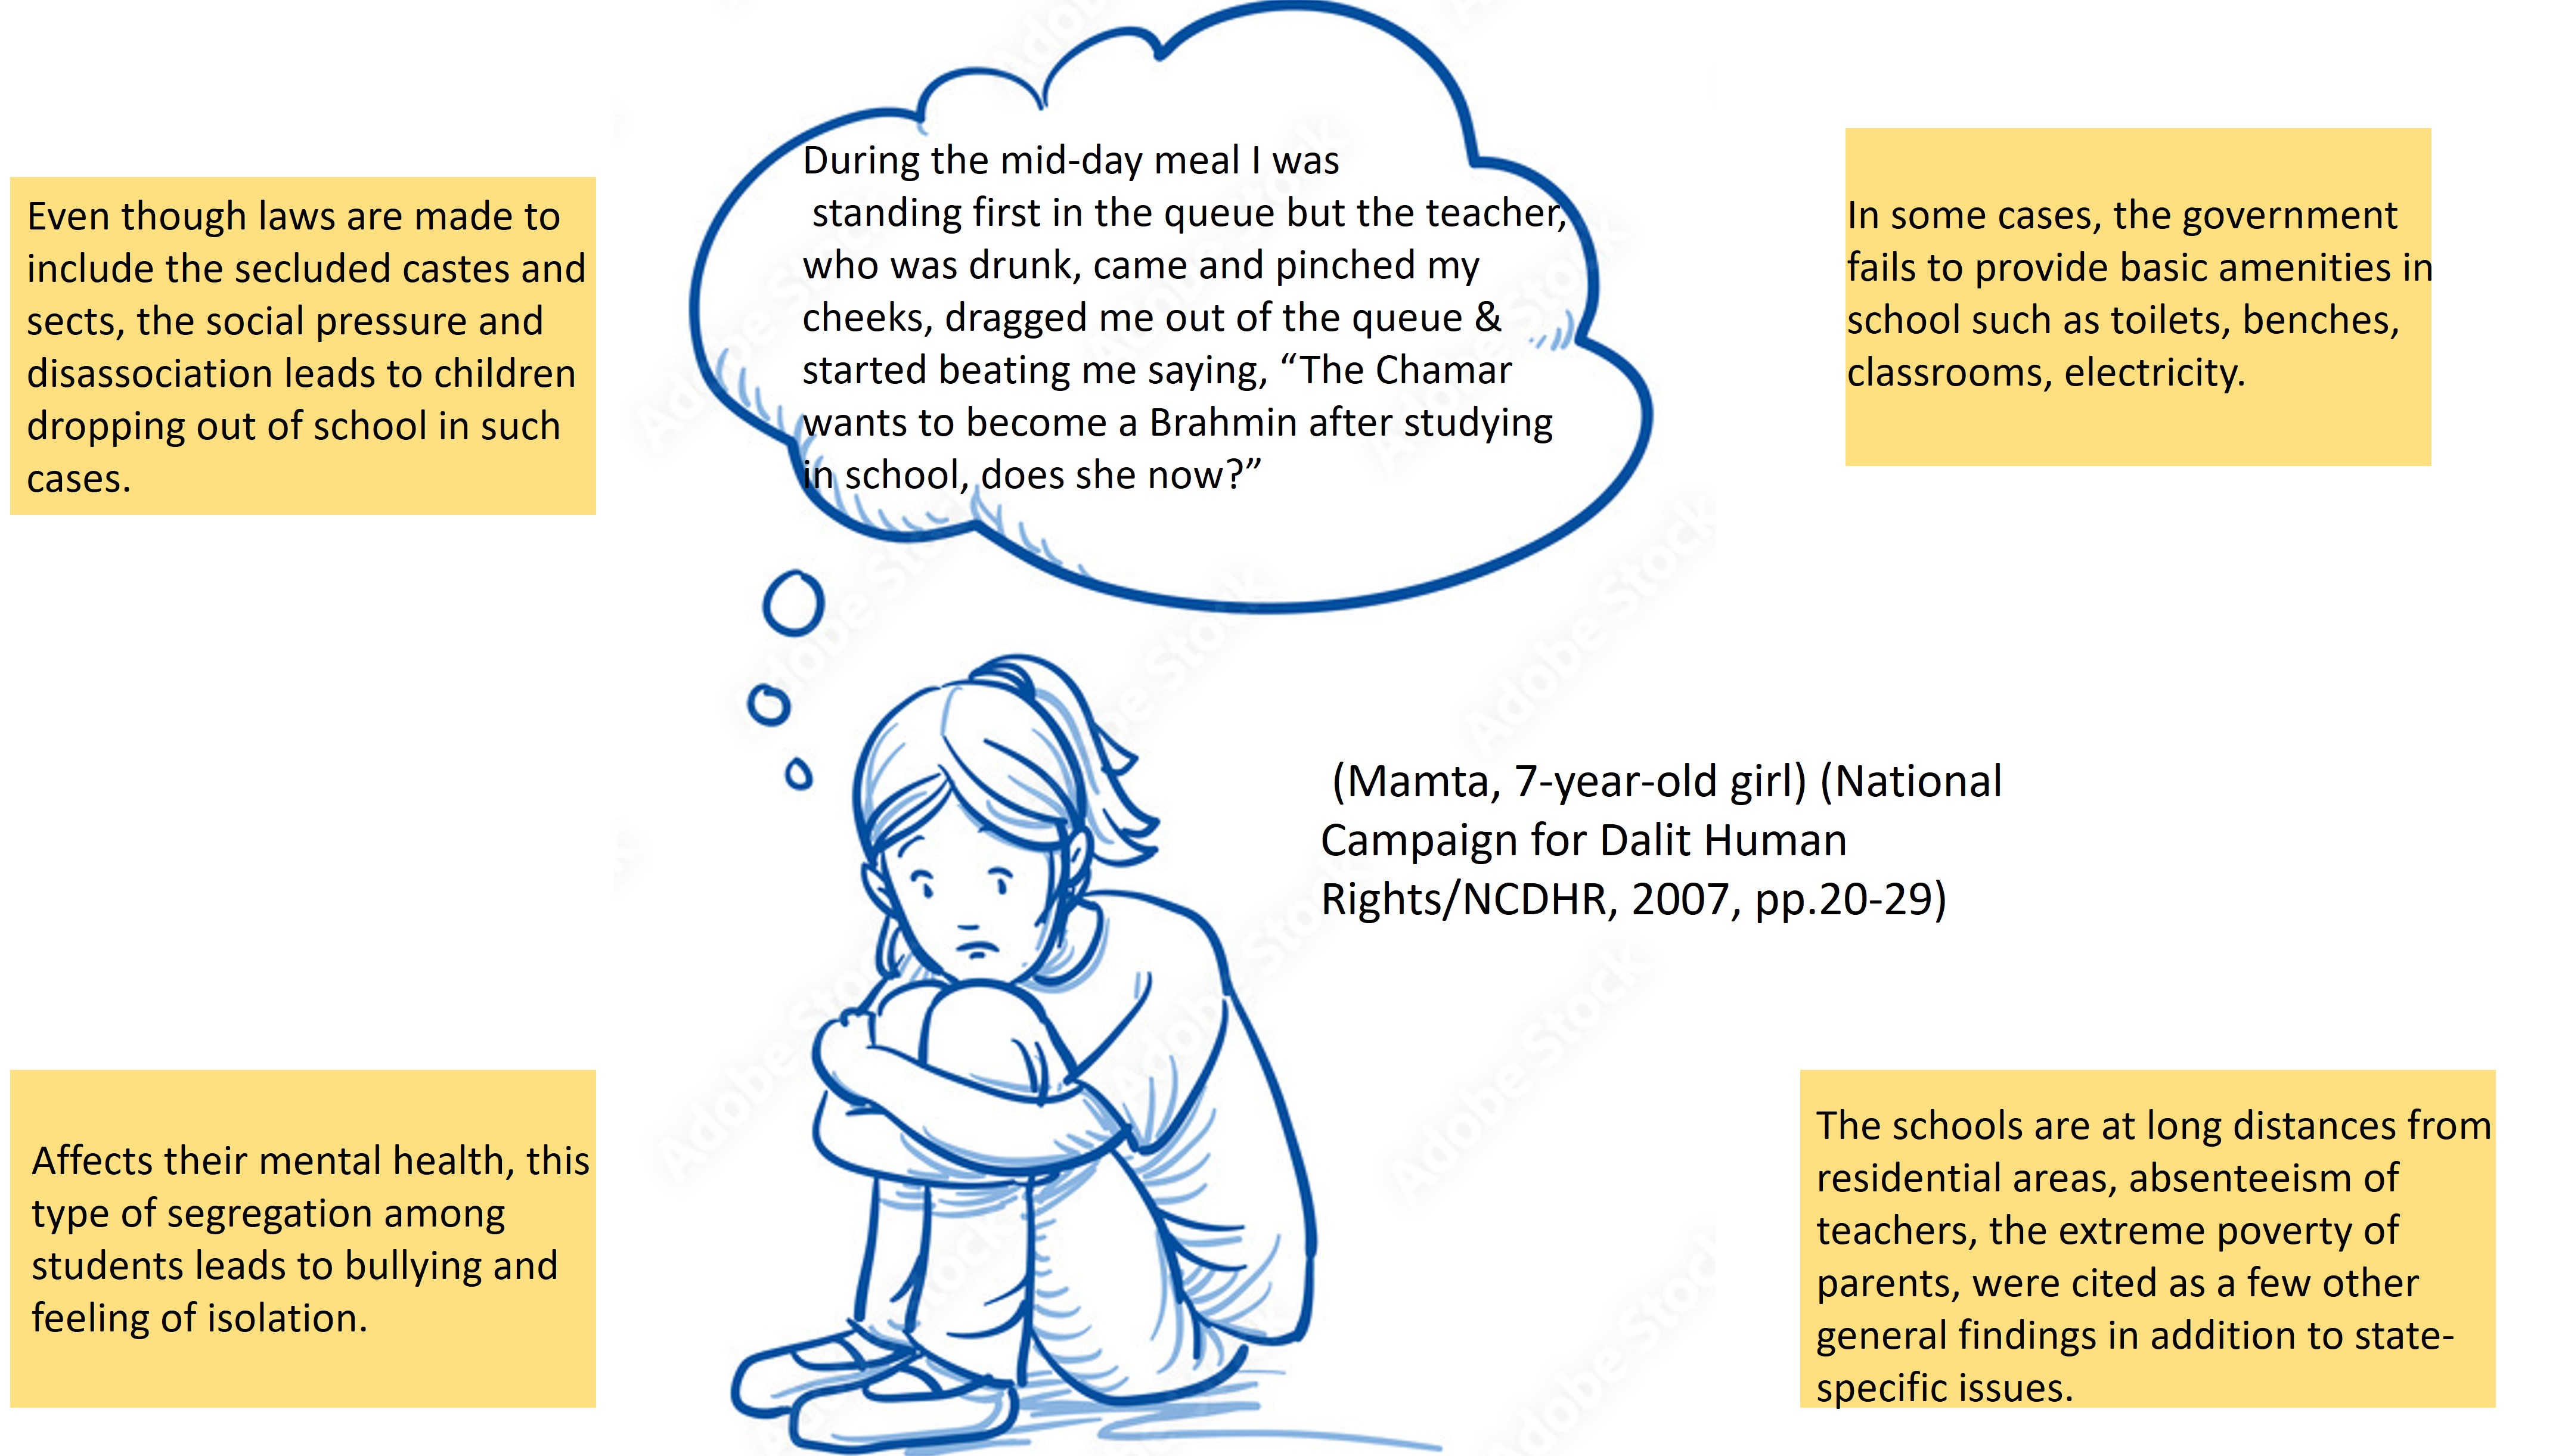 During the mid-day meal I was
standing first in the queue but the teacher,
who was drunk, came and pinched my
cheeks, dragged me out of the queue &
started beating me saying, “The Chamar
wants to become a Brahmin after studying
in school, does she now?”
Even though laws are made to
include the secluded castes and
sects, the social pressure and
disassociation leads to children
dropping out of school in such
cases.
In some cases, the government
fails to provide basic amenities in
school such as toilets, benches,
classrooms, electricity.
(Mamta, 7-year-old girl) (National
Campaign for Dalit Human
Rights/NCDHR, 2007, pp.20-29)
Affects their mental health, this
type of segregation among
students leads to bullying and
feeling of isolation.
The schools are at long distances from
residential areas, absenteeism of
teachers, the extreme poverty of
parents, were cited as a few other
general findings in addition to state-
specific issues.
Adobe Stock